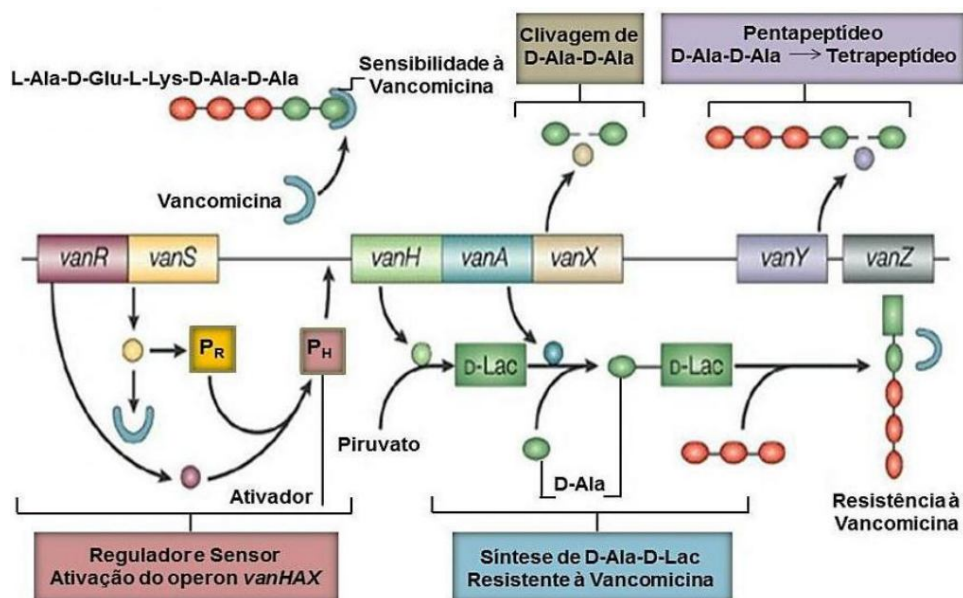 Clivagem de
D-Ala-D-Ala
Pentapeptídeo
D-Ala-D-Ala → Tetrapeptídeo
L-Ala-D-Glu-L-Lys-D-Ala-D-Ala
Sensibilidade à
Vancomicina
Vancomicina
vanR
vanS
vanH
vanA
vanX
vanY
vanZ
PR
PH
D-Lac
D-Lac
Piruvato
D-Ala
Ativador
Resistência à
Vancomicina
Regulador e Sensor
Ativação do operon vanHAX
Síntese de D-Ala-D-Lac
Resistente à Vancomicina